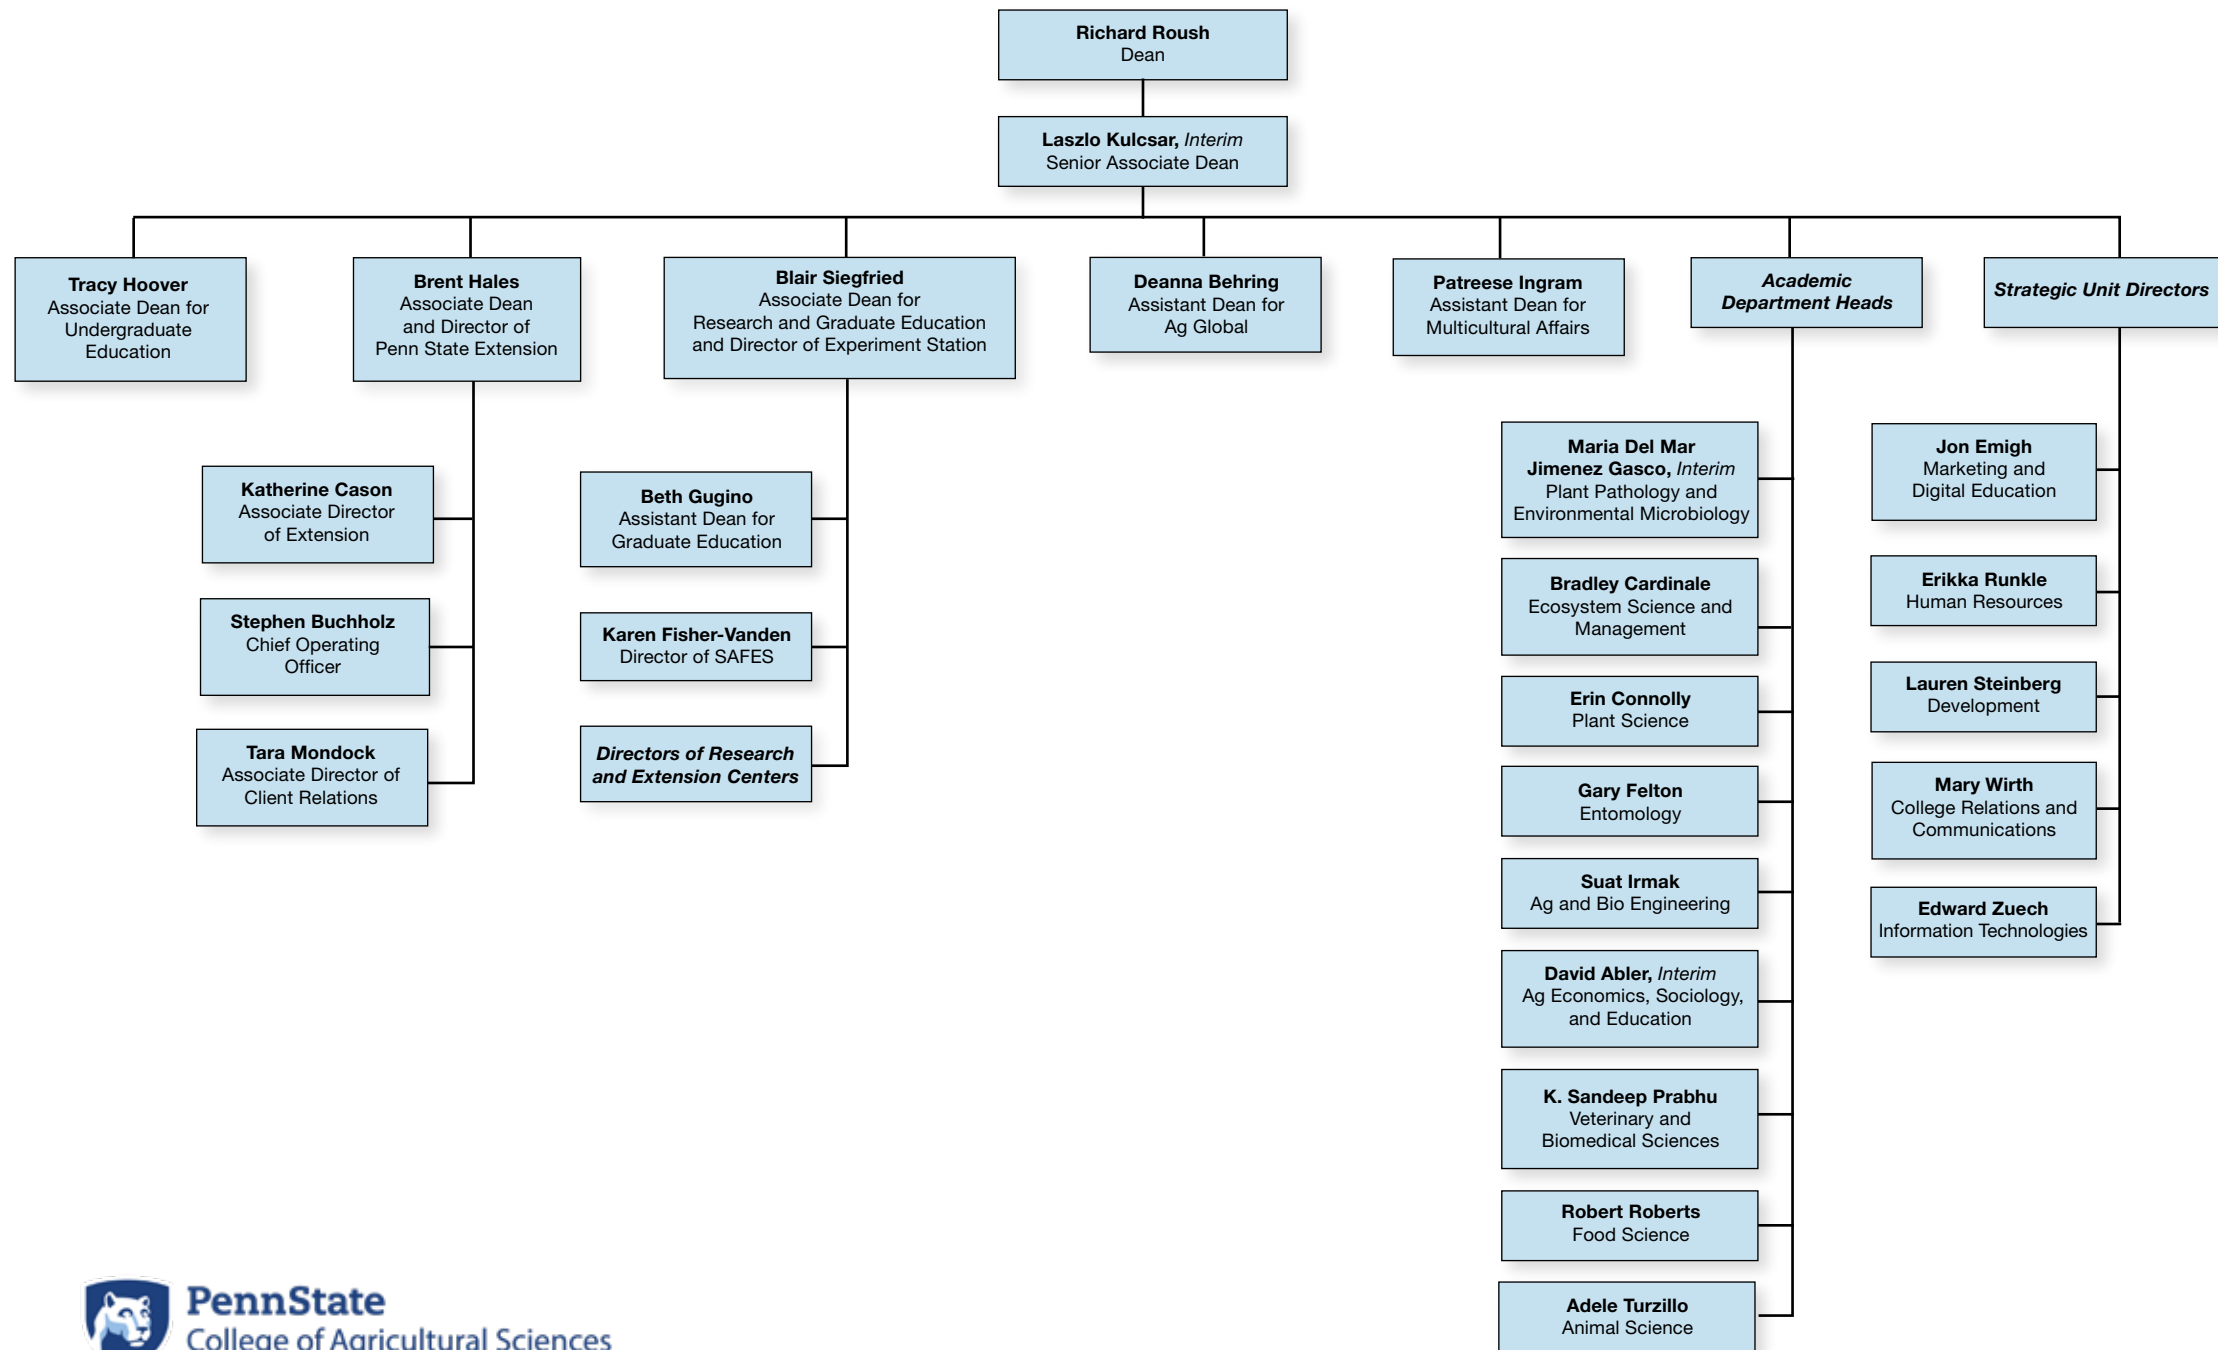 Richard Roush
Dean
Laszlo Kulcsar, Interim
Senior Associate Dean
Tracy Hoover
Associate Dean for
Undergraduate
Education
Brent Hales
Associate Dean
and Director of
Penn State Extension
Blair Siegfried
Associate Dean for
Research and Graduate Education
and Director of Experiment Station
Deanna Behring
Assistant Dean for
Ag Global
Patreese Ingram
Assistant Dean for
Multicultural Affairs
Academic
Department Heads
Strategic Unit Directors
Katherine Cason
Associate Director
of Extension
Stephen Buchholz
Chief Operating
Officer
Tara Mondock
Associate Director of
Client Relations
Beth Gugino
Assistant Dean for
Graduate Education
Karen Fisher-Vanden
Director of SAFES
Directors of Research
and Extension Centers
Maria Del Mar
Jimenez Gasco, Interim
Plant Pathology and
Environmental Microbiology
Bradley Cardinale
Ecosystem Science and
Management
Erin Connolly
Plant Science
Gary Felton
Entomology
Suat Irmak
Ag and Bio Engineering
David Abler, Interim
Ag Economics, Sociology,
and Education
K. Sandeep Prabhu
Veterinary and
Biomedical Sciences
Robert Roberts
Food Science
Adele Turzillo
Animal Science
Jon Emigh
Marketing and
Digital Education
Erikka Runkle
Human Resources
Lauren Steinberg
Development
Mary Wirth
College Relations and
Communications
Edward Zuech
Information Technologies
PennState
College of Agricultural Sciences